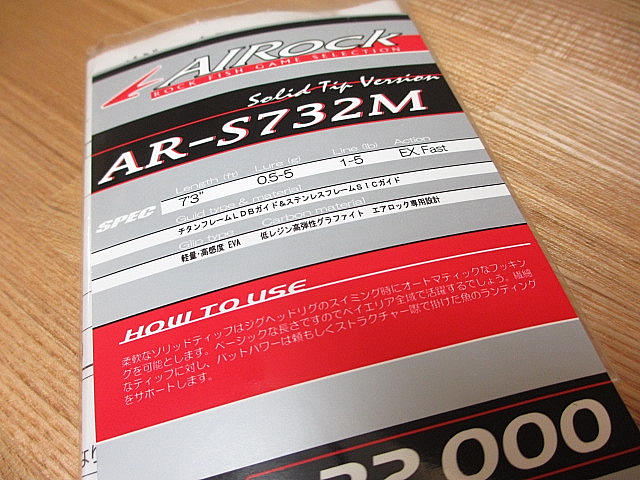 AIRock
ROCK FISH GAME SELECTION
Solid Tip Version
AR-S732M
SPEC
Length (ft) Lure (g) Line (lb) Action
7'3" 0.5-5 1-5 EX.Fast
Guid type & material
チタンフレームLDBガイド&ステンレスフレームSICガイド
Glip type Carbon material
軽量・高感度 EVA 低レジン高弾性グラファイト エアロック専用設計
HOW TO USE
柔軟なソリッドティップはジグヘッドリグのスイミング時にオートマティックなフッキン
グを可能とします。ベーシックな長さですのでベイエリア全域で活躍するでしょう。繊細
なティップに対し、バットパワーは頼もしくストラクチャー際で掛けた魚のランディング
をサポートします。
000